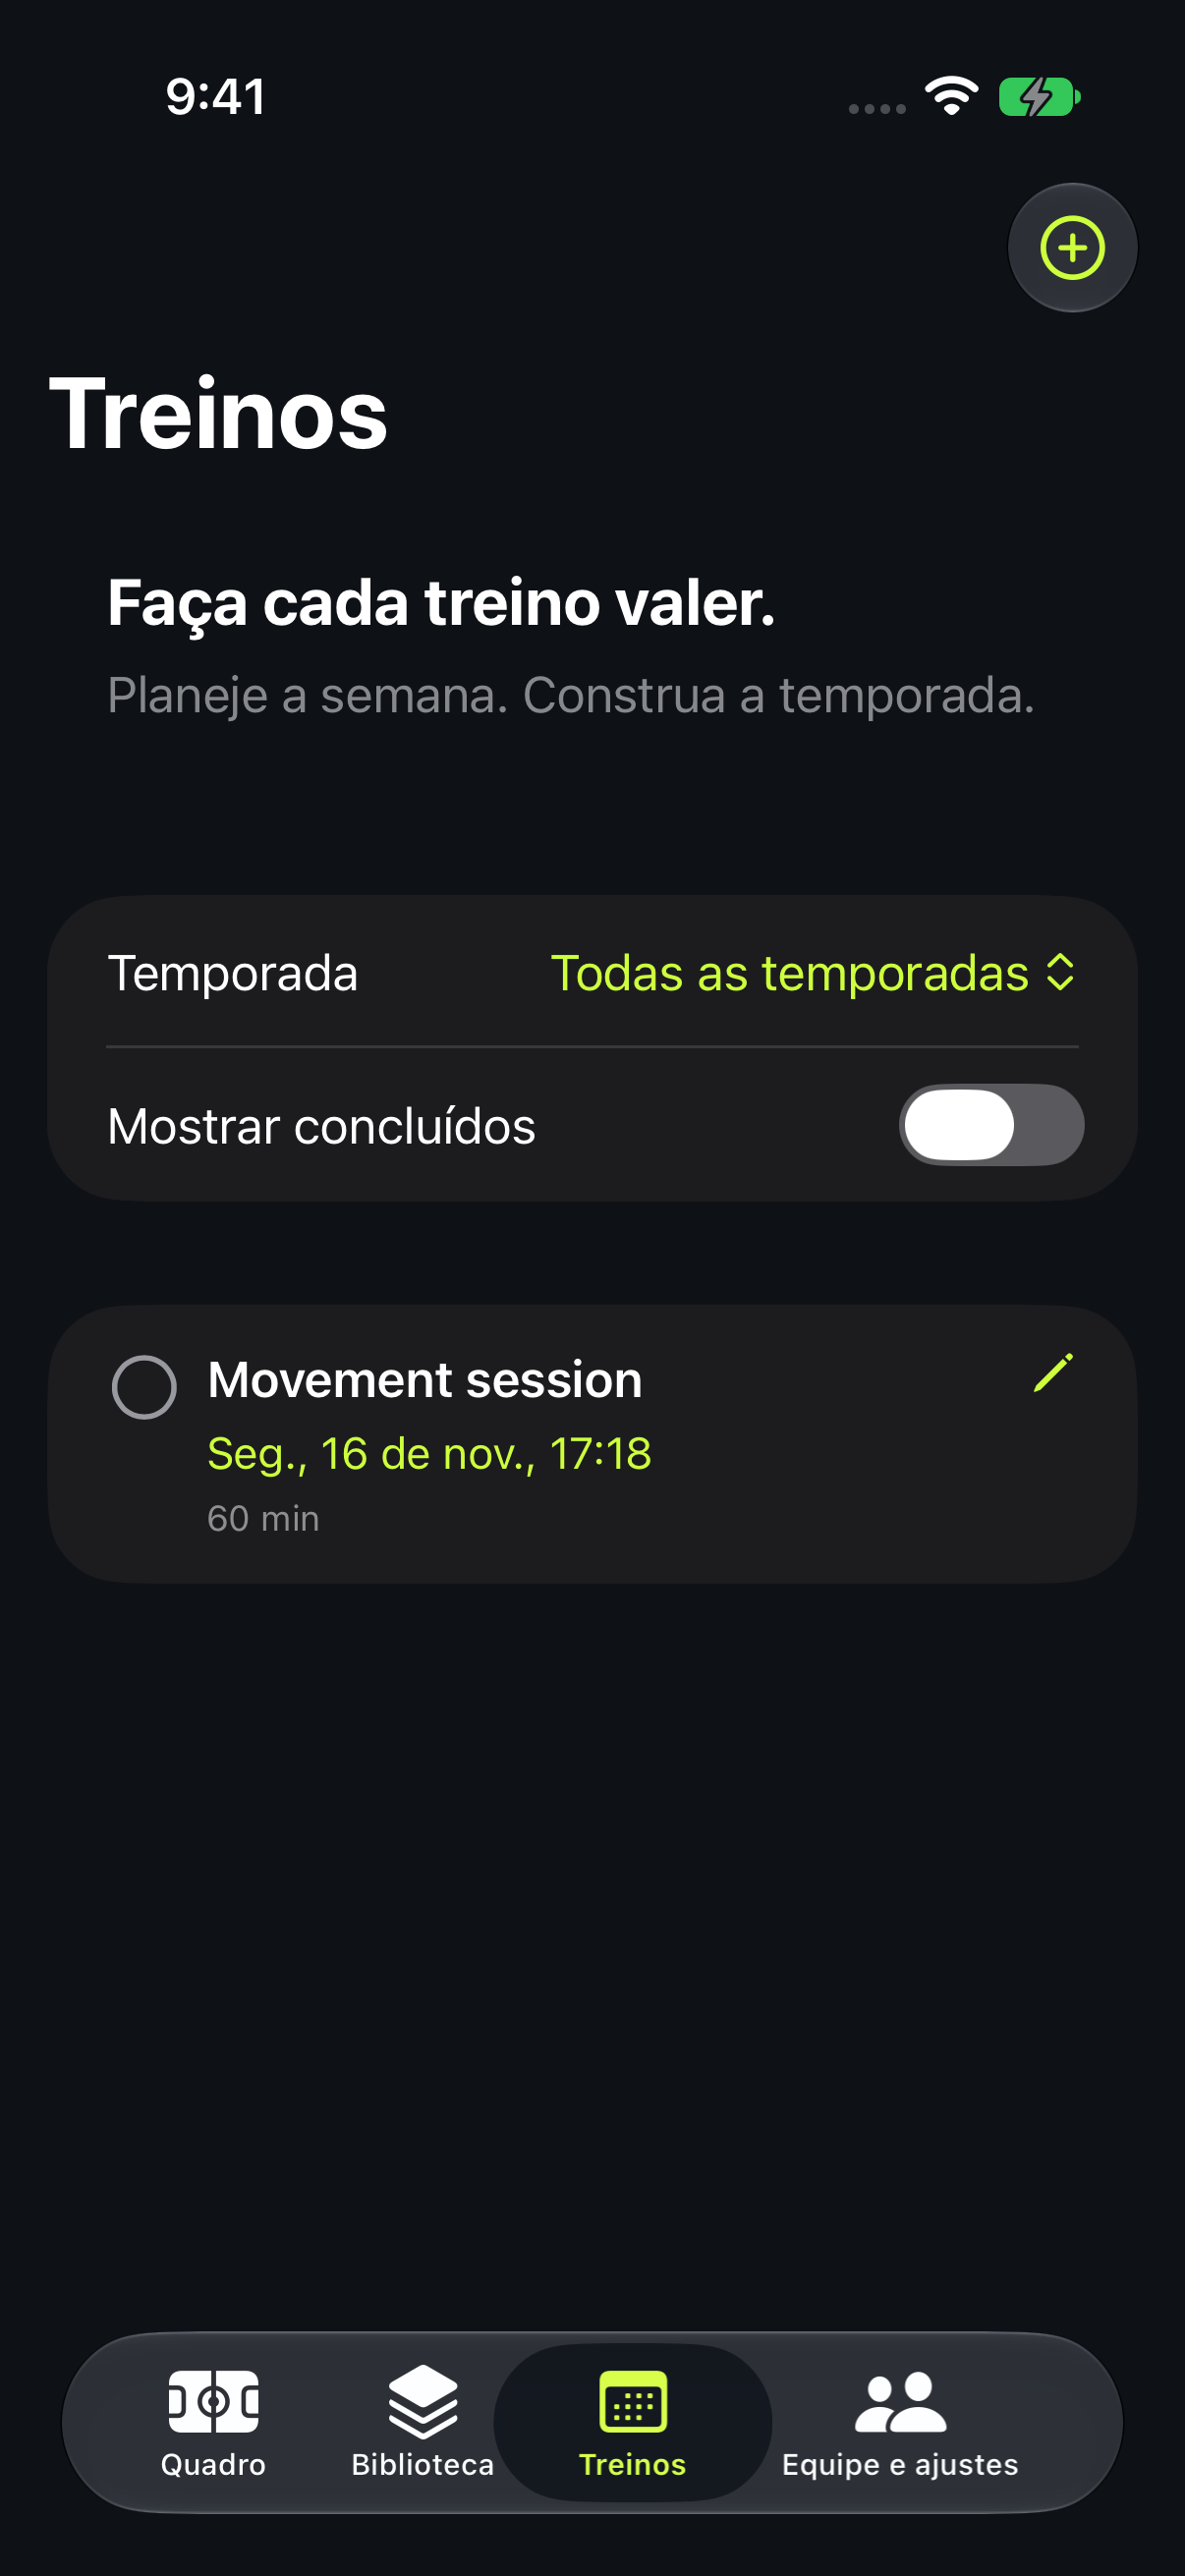 9:41
Treinos
Faça cada treino valer.
Planeje a semana. Construa a temporada.
Temporada
Todas as temporadas
Mostrar concluídos
Movement session
Seg., 16 de nov., 17:18
60 min
Quadro
Biblioteca
Treinos
Equipe e ajustes